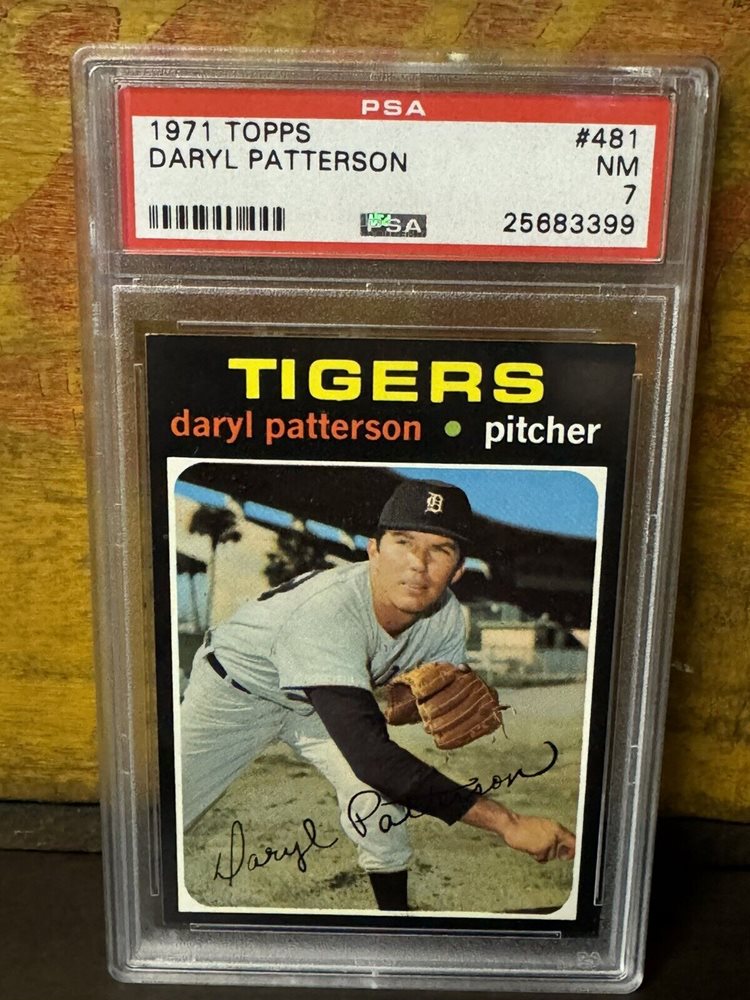 PSA
1971 TOPPS #481
DARYL PATTERSON NM
7
PSA 25683399
TIGERS
daryl patterson • pitcher
D
Daryl Patterson